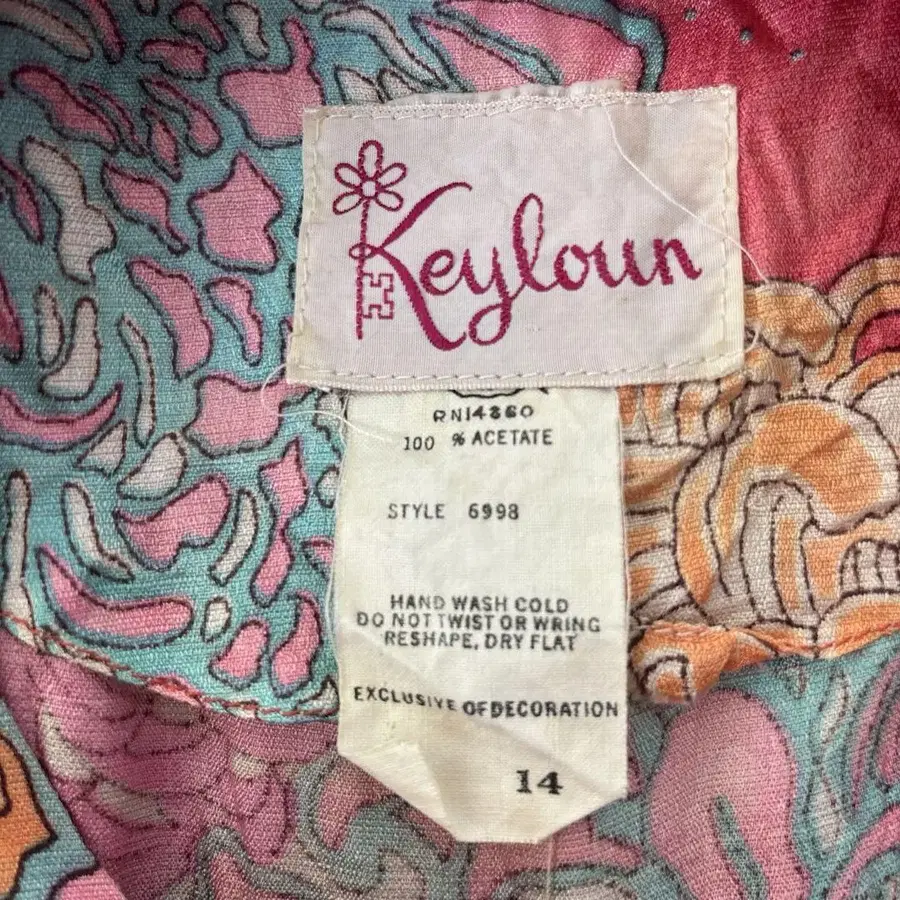 Keyloun
RN14860
100 % ACETATE
STYLE 6998
HAND WASH COLD
DO NOT TWIST OR WRING
RESHAPE, DRY FLAT
EXCLUSIVE OF DECORATION
14